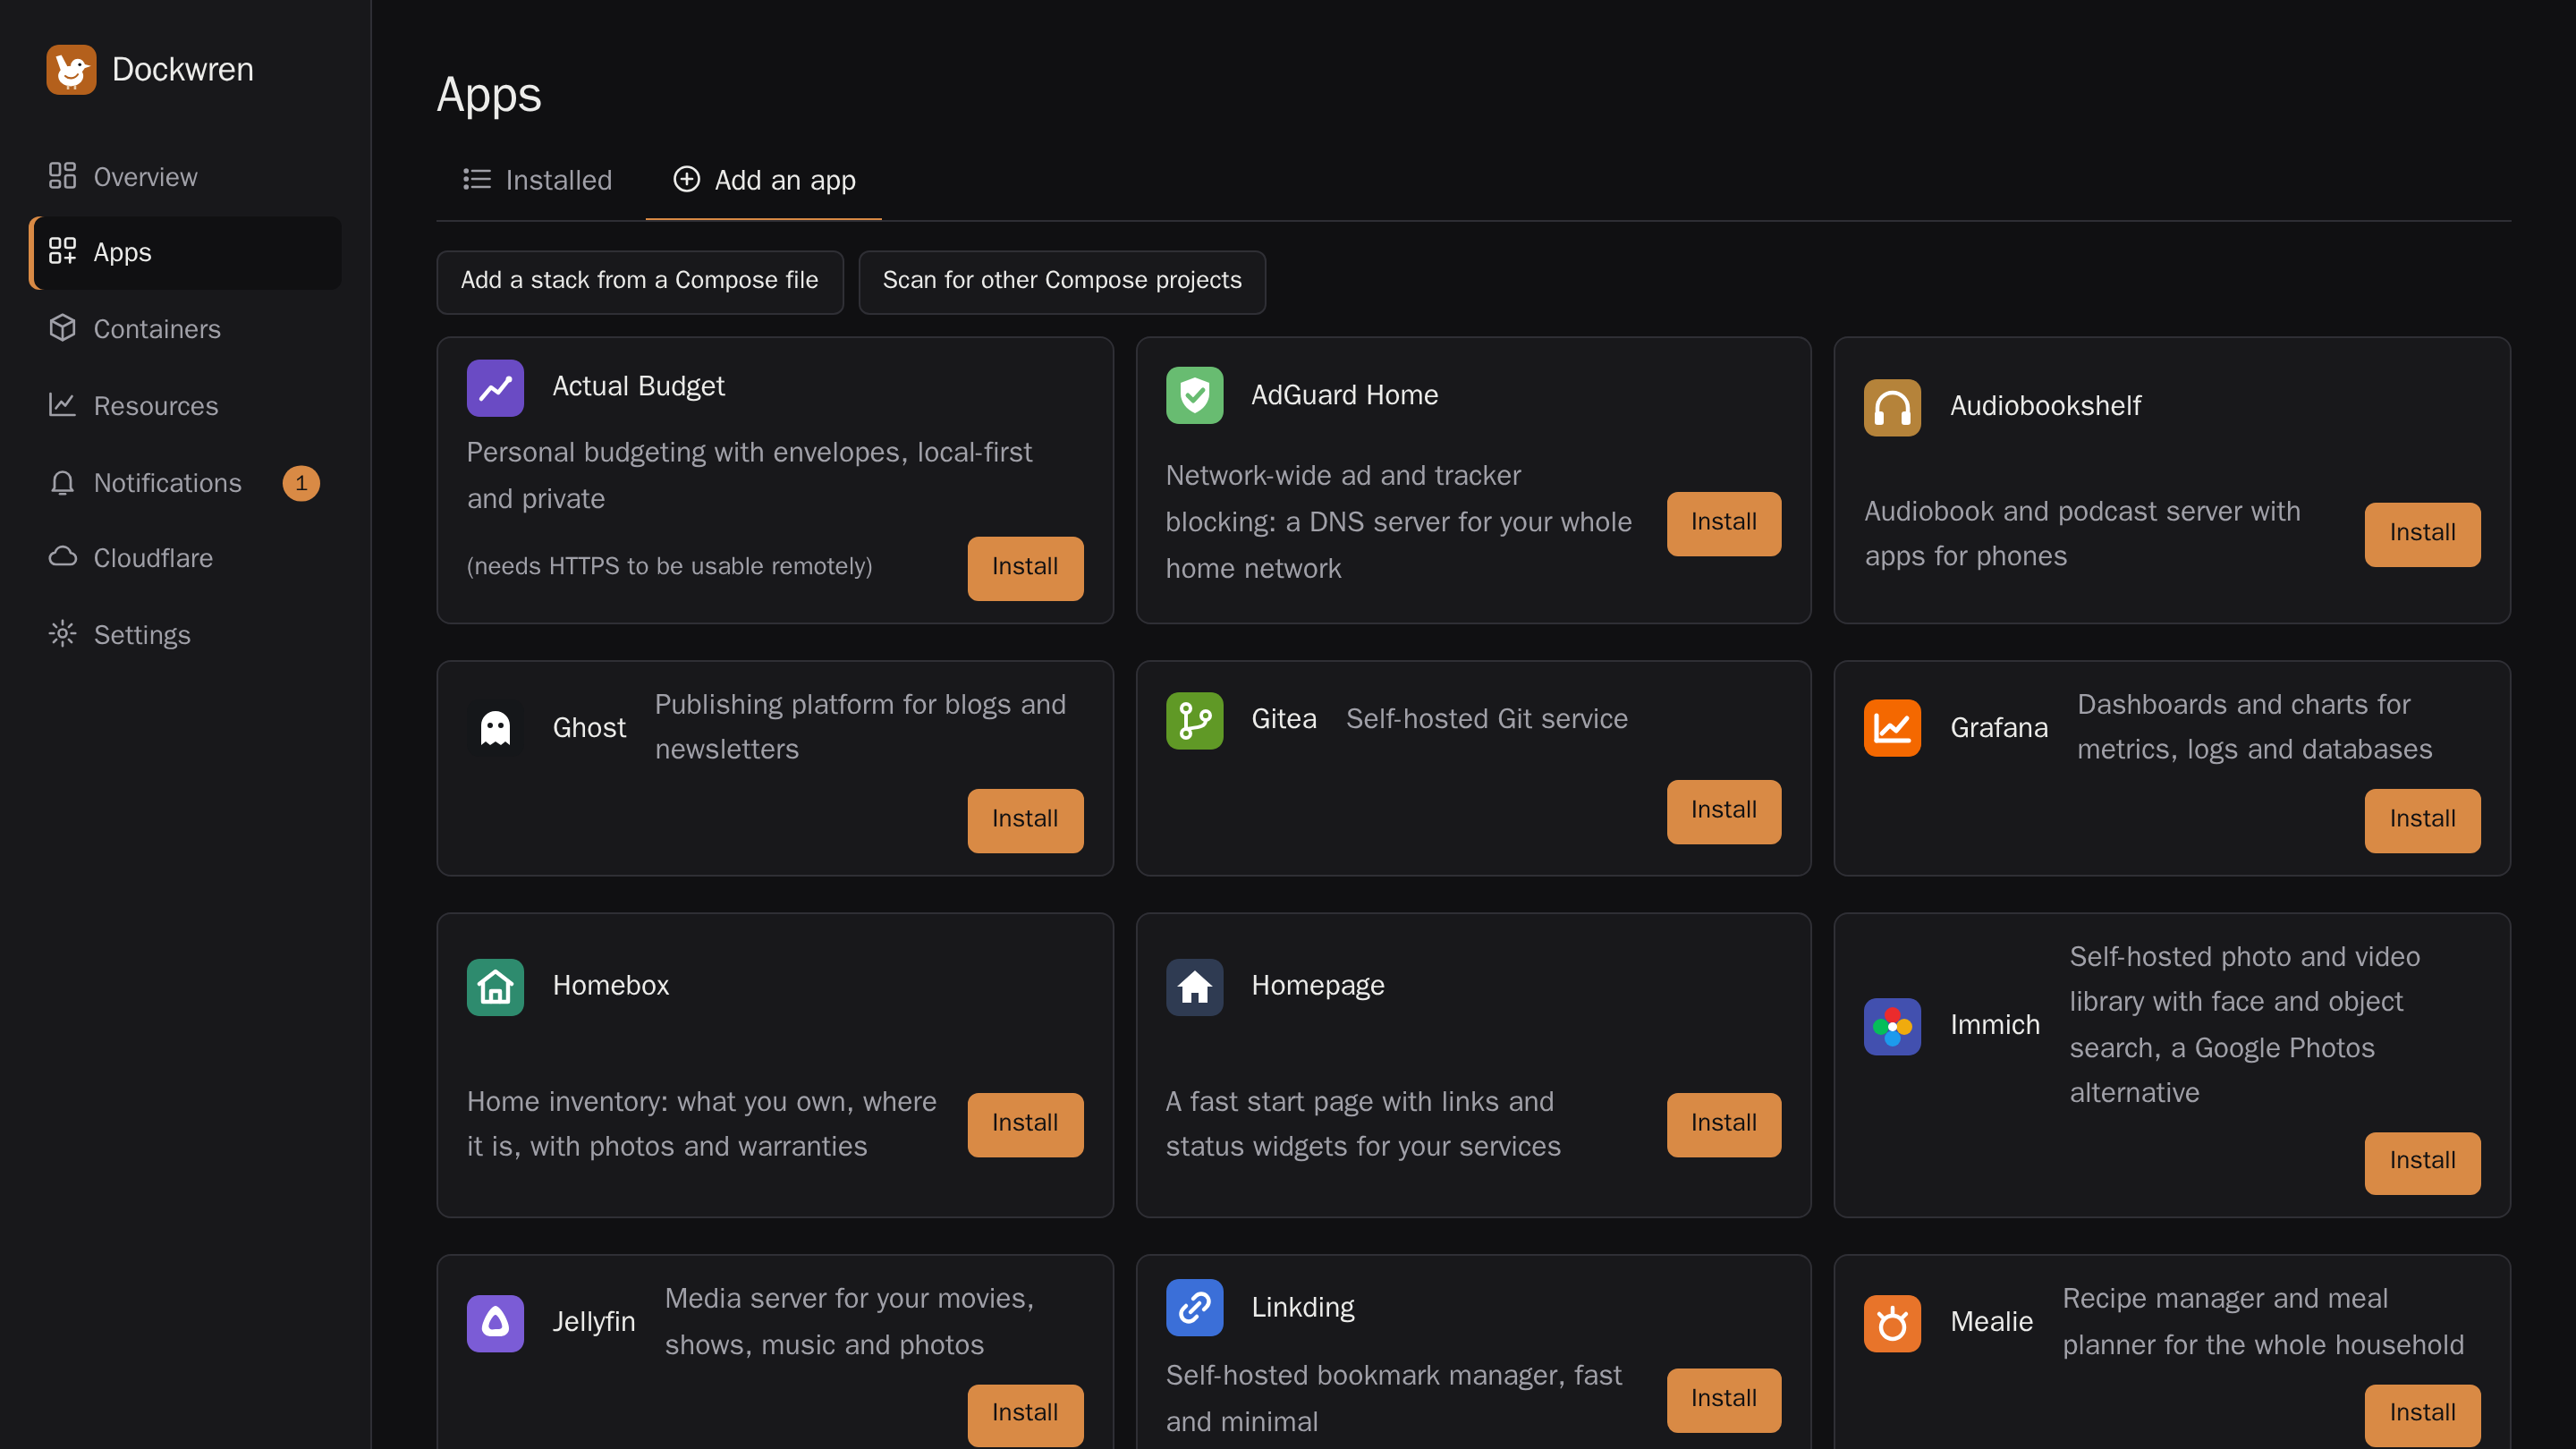 Dockwren
Overview
Apps
Containers
Resources
Notifications 1
Cloudflare
Settings
Apps
Installed
Add an app
Add a stack from a Compose file
Scan for other Compose projects
Actual Budget
Personal budgeting with envelopes, local-first
and private
(needs HTTPS to be usable remotely)
Install
AdGuard Home
Network-wide ad and tracker
blocking: a DNS server for your whole
home network
Install
Audiobookshelf
Audiobook and podcast server with
apps for phones
Install
Ghost
Publishing platform for blogs and
newsletters
Install
Gitea
Self-hosted Git service
Install
Grafana
Dashboards and charts for
metrics, logs and databases
Install
Homebox
Home inventory: what you own, where
it is, with photos and warranties
Install
Homepage
A fast start page with links and
status widgets for your services
Install
Immich
Self-hosted photo and video
library with face and object
search, a Google Photos
alternative
Install
Jellyfin
Media server for your movies,
shows, music and photos
Install
Linkding
Self-hosted bookmark manager, fast
and minimal
Install
Mealie
Recipe manager and meal
planner for the whole household
Install